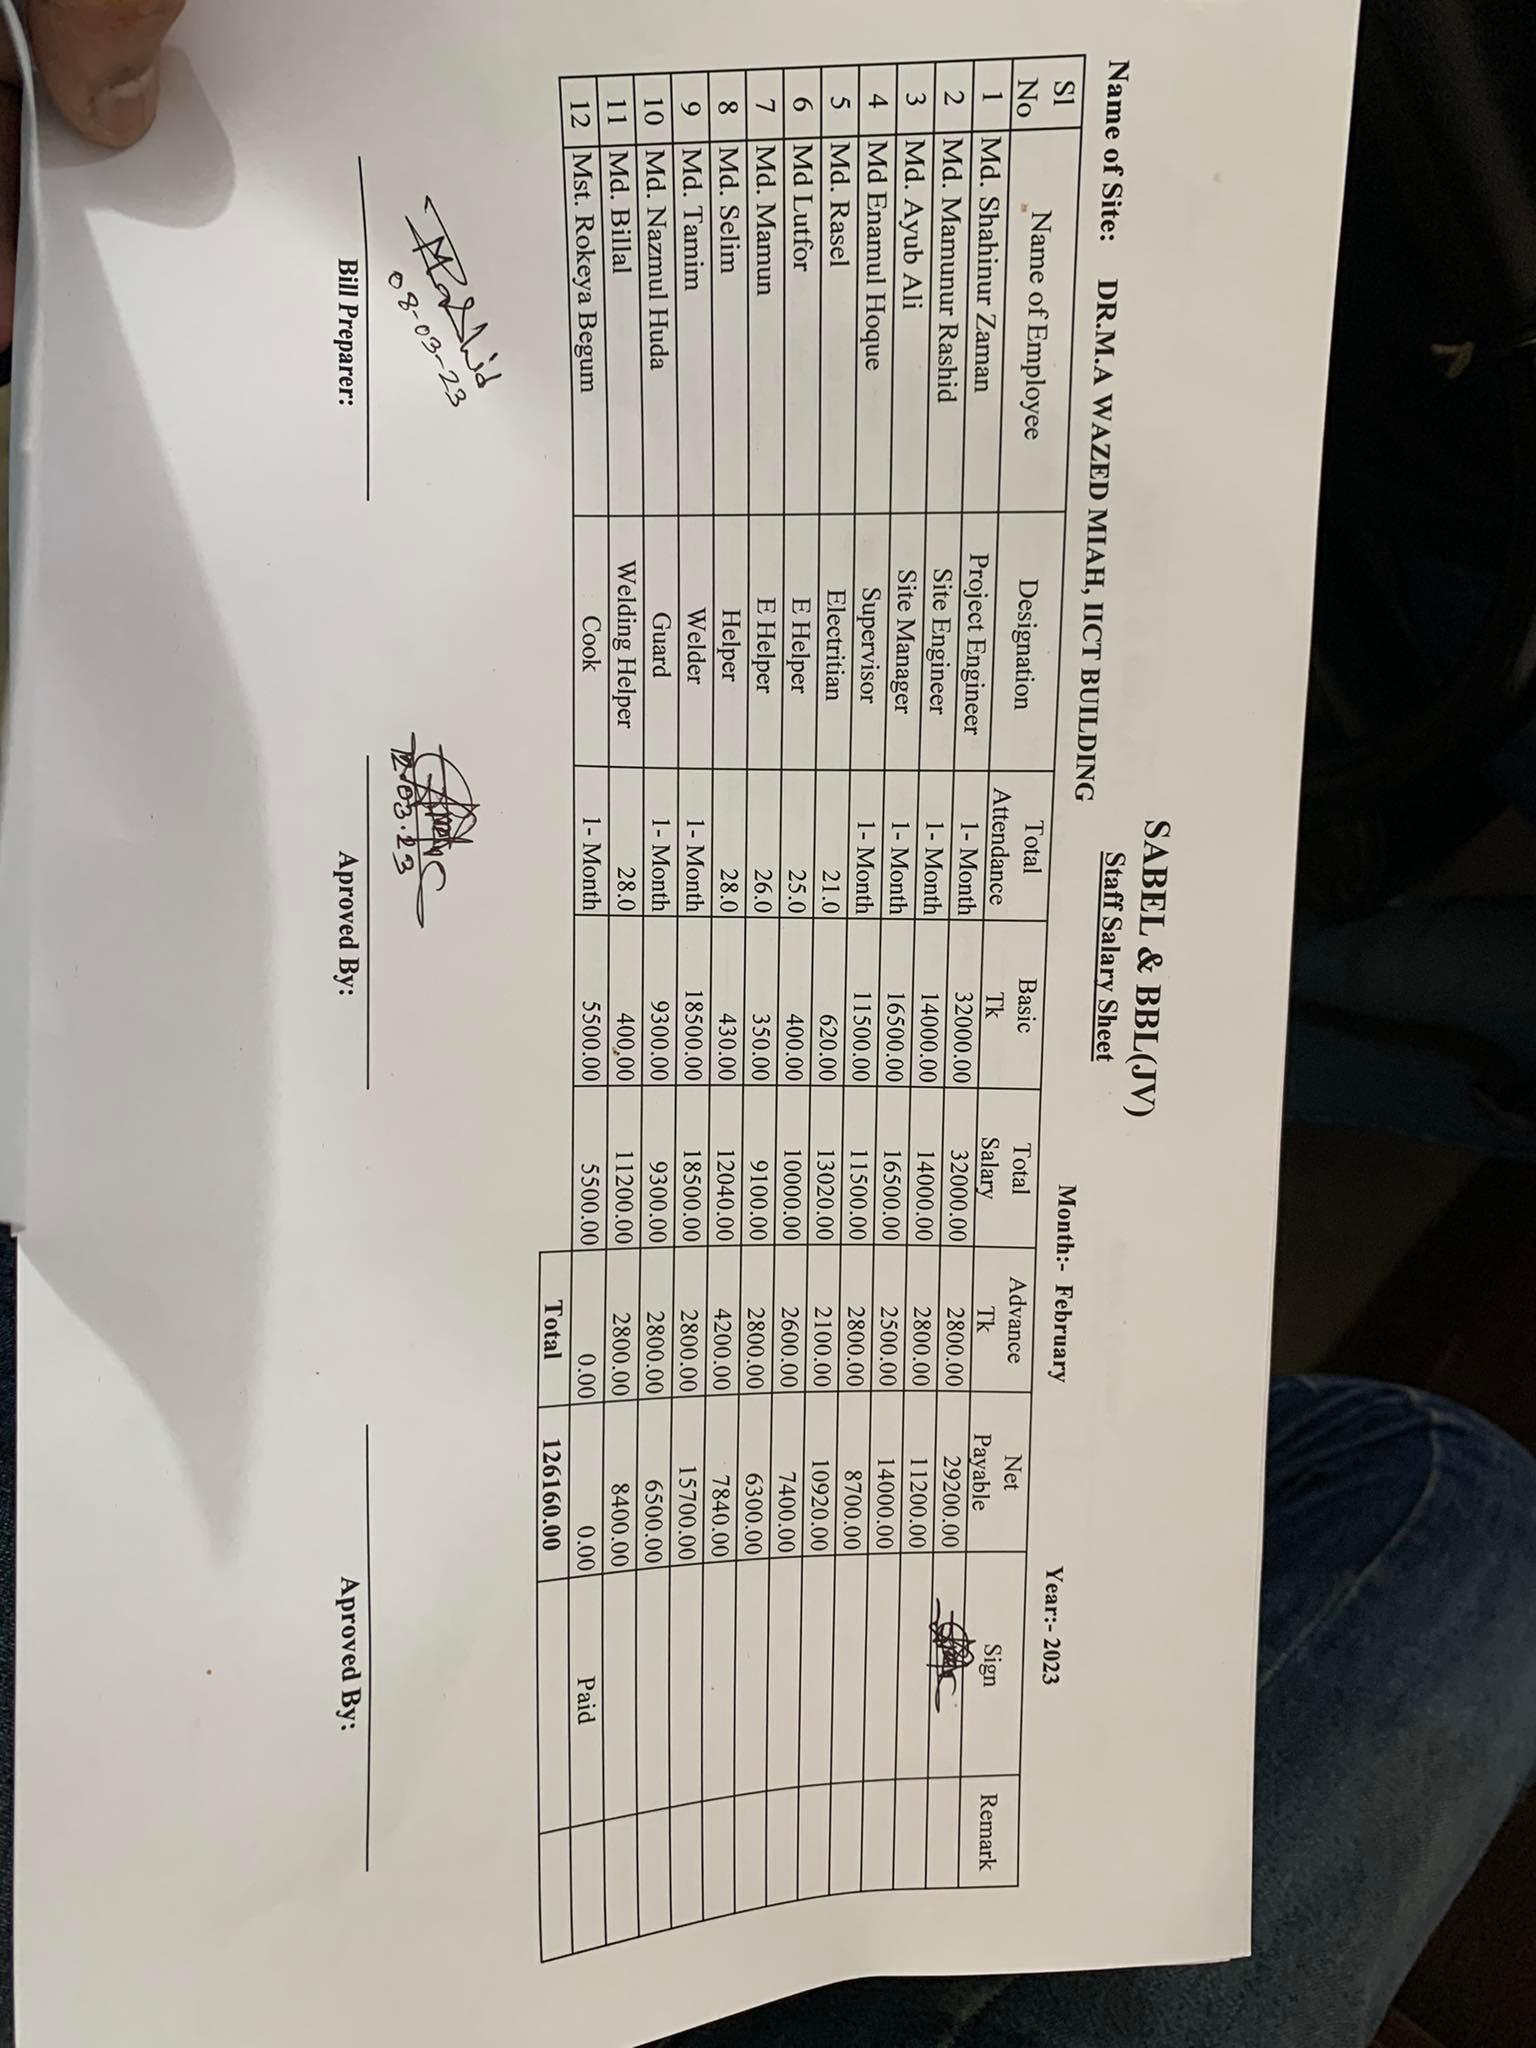 SABEL & BBL(JV)
Staff Salary Sheet
Name of Site: DR.M.A WAZED MIAH, IICT BUILDING Month:- February Year:- 2023
Sl No Name of Employee Designation Total Attendance Basic Tk Total Salary Advance Tk Net Payable Sign Remark
1 Md. Shahinur Zaman Project Engineer 1- Month 32000.00 32000.00 2800.00 29200.00
2 Md. Mamunur Rashid Site Engineer 1- Month 14000.00 14000.00 2800.00 11200.00
3 Md. Ayub Ali Site Manager 1- Month 16500.00 16500.00 2500.00 14000.00
4 Md Enamul Hoque Supervisor 1- Month 11500.00 11500.00 2800.00 8700.00
5 Md. Rasel Electritian 21.0 620.00 13020.00 2100.00 10920.00
6 Md Lutfor E Helper 25.0 400.00 10000.00 2600.00 7400.00
7 Md. Mamun E Helper 26.0 350.00 9100.00 2800.00 6300.00
8 Md. Selim Helper 28.0 430.00 12040.00 4200.00 7840.00
9 Md. Tamim Welder 1- Month 18500.00 18500.00 2800.00 15700.00
10 Md. Nazmul Huda Guard 1- Month 9300.00 9300.00 2800.00 6500.00
11 Md. Billal Welding Helper 28.0 400.00 11200.00 2800.00 8400.00
12 Mst. Rokeya Begum Cook 1- Month 5500.00 5500.00 0.00 0.00 Paid
Total 126160.00
Rashid
08-03-23 12.03.23
Bill Preparer: Aproved By: Aproved By: